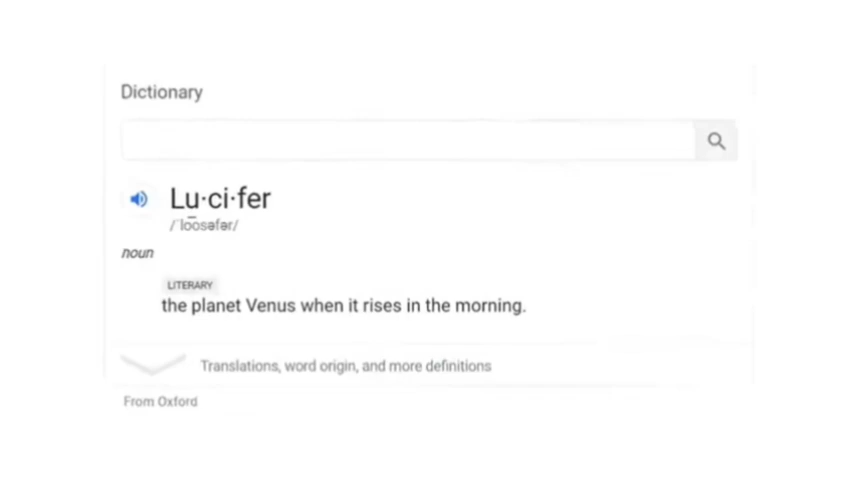 Dictionary
Lu·ci·fer
/ˈlo͞osəfər/
noun
LITERARY
the planet Venus when it rises in the morning.
Translations, word origin, and more definitions
From Oxford